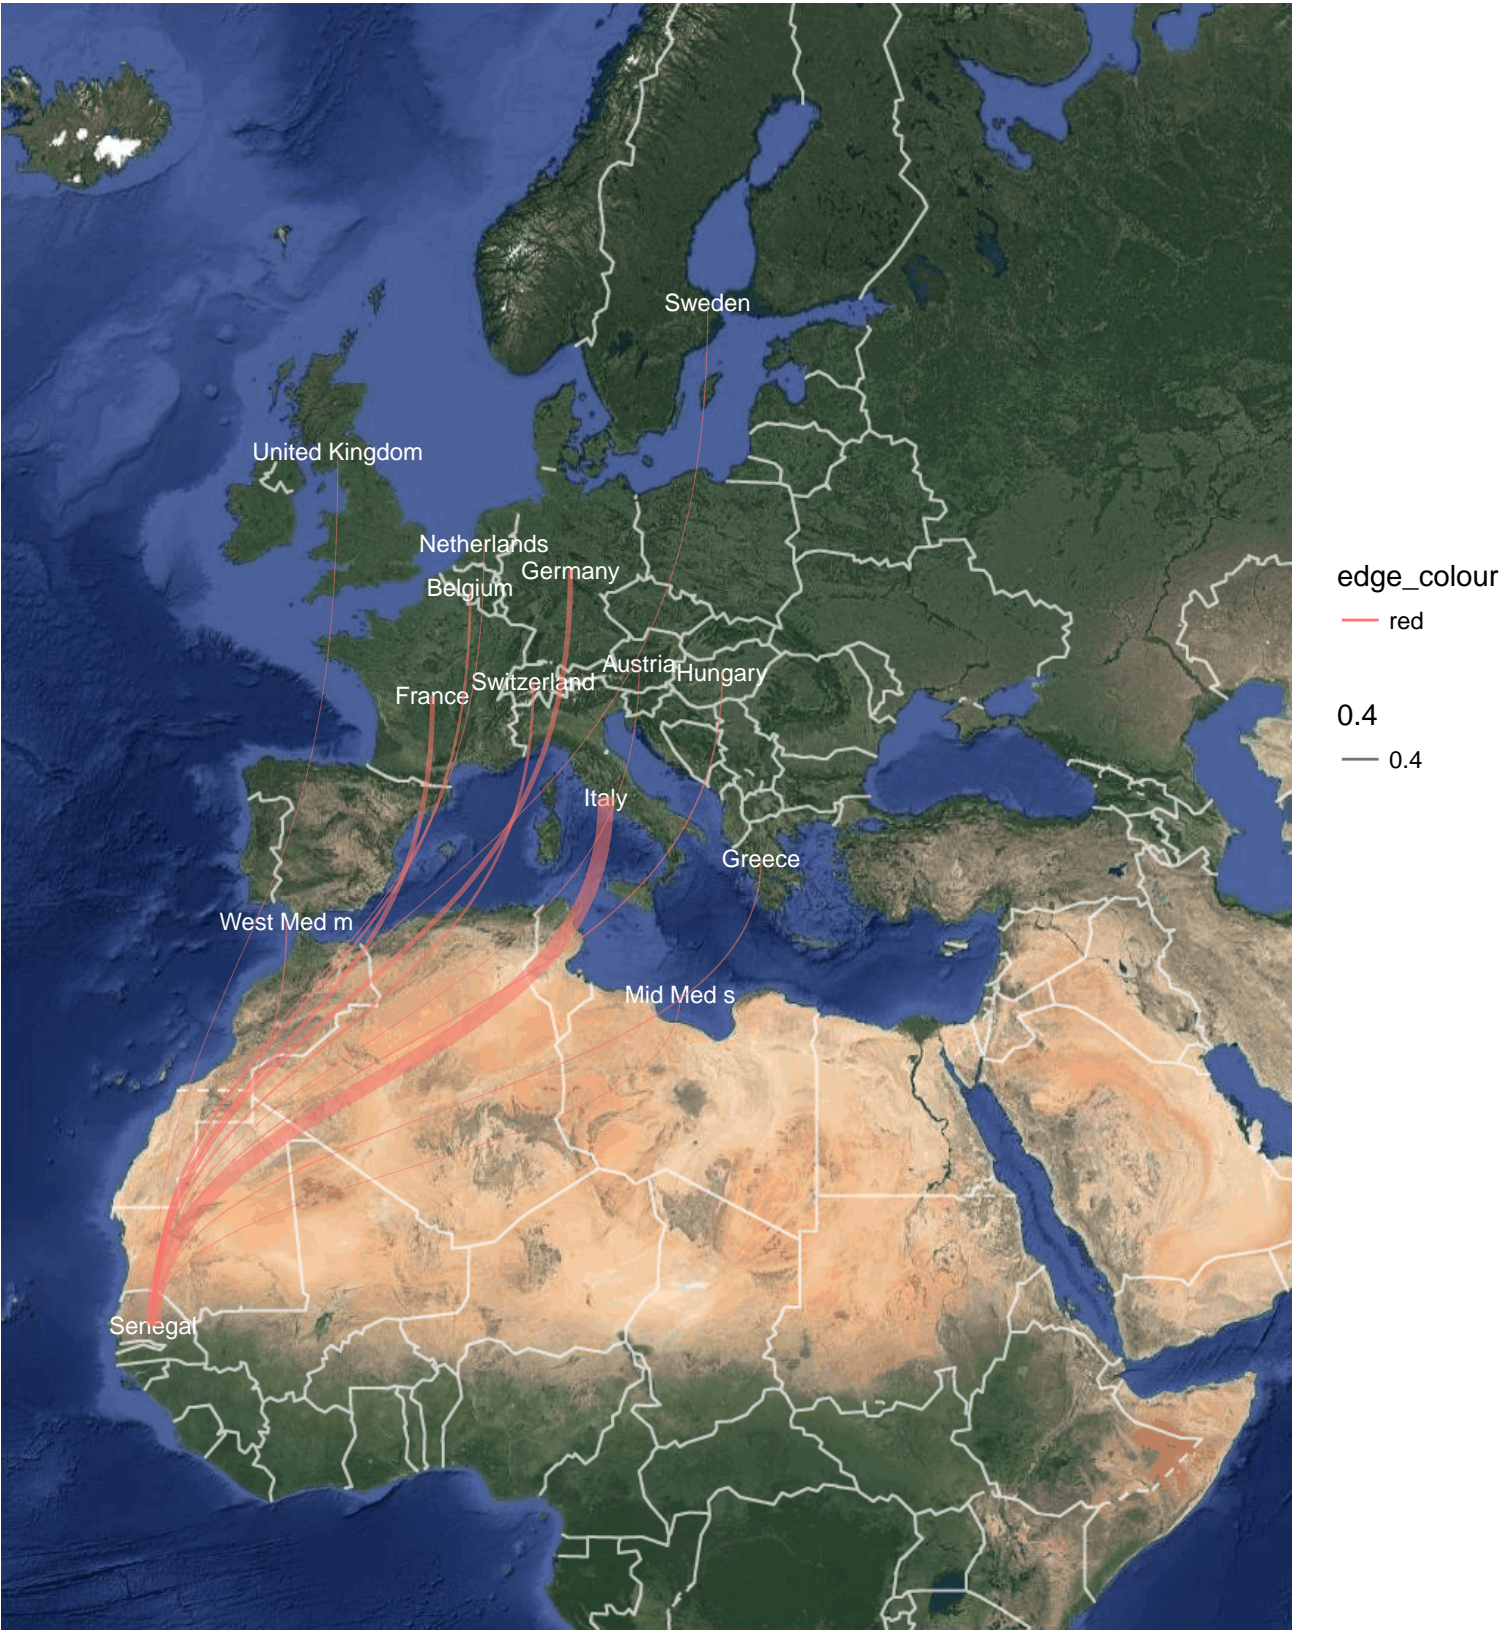 Sweden
United Kingdom
Netherlands
Germany
Belgium
Austria
Hungary
Switzerland
France
Italy
Greece
West Med m
Mid Med s
Senegal
edge_colour
red
0.4
0.4